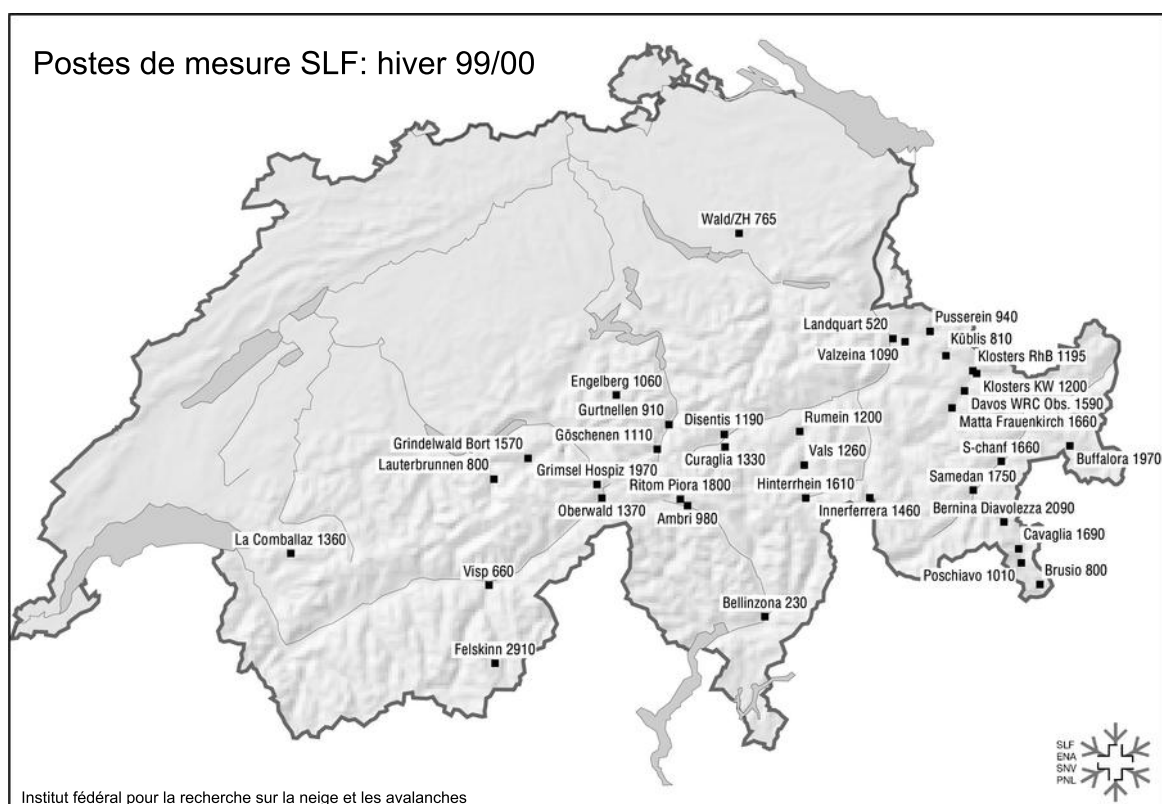 Postes de mesure SLF: hiver 99/00
Wald/ZH 765
Landquart 520
Pusserein 940
Valzeina 1090
Küblis 810
Klosters RhB 1195
Klosters KW 1200
Davos WRC Obs. 1590
Matta Frauenkirch 1660
Engelberg 1060
Gurtnellen 910
Disentis 1190
Rumein 1200
Göschenen 1110
Grindelwald Bort 1570
Curaglia 1330
Vals 1260
S-chanf 1660
Buffalora 1970
Lauterbrunnen 800
Grimsel Hospiz 1970
Ritom Piora 1800
Hinterrhein 1610
Samedan 1750
Oberwald 1370
Ambri 980
Innerferrera 1460
Bernina Diavolezza 2090
La Comballaz 1360
Cavaglia 1690
Visp 660
Poschiavo 1010
Brusio 800
Bellinzona 230
Felskinn 2910
SLF
ENA
SNV
PNL
Institut fédéral pour la recherche sur la neige et les avalanches